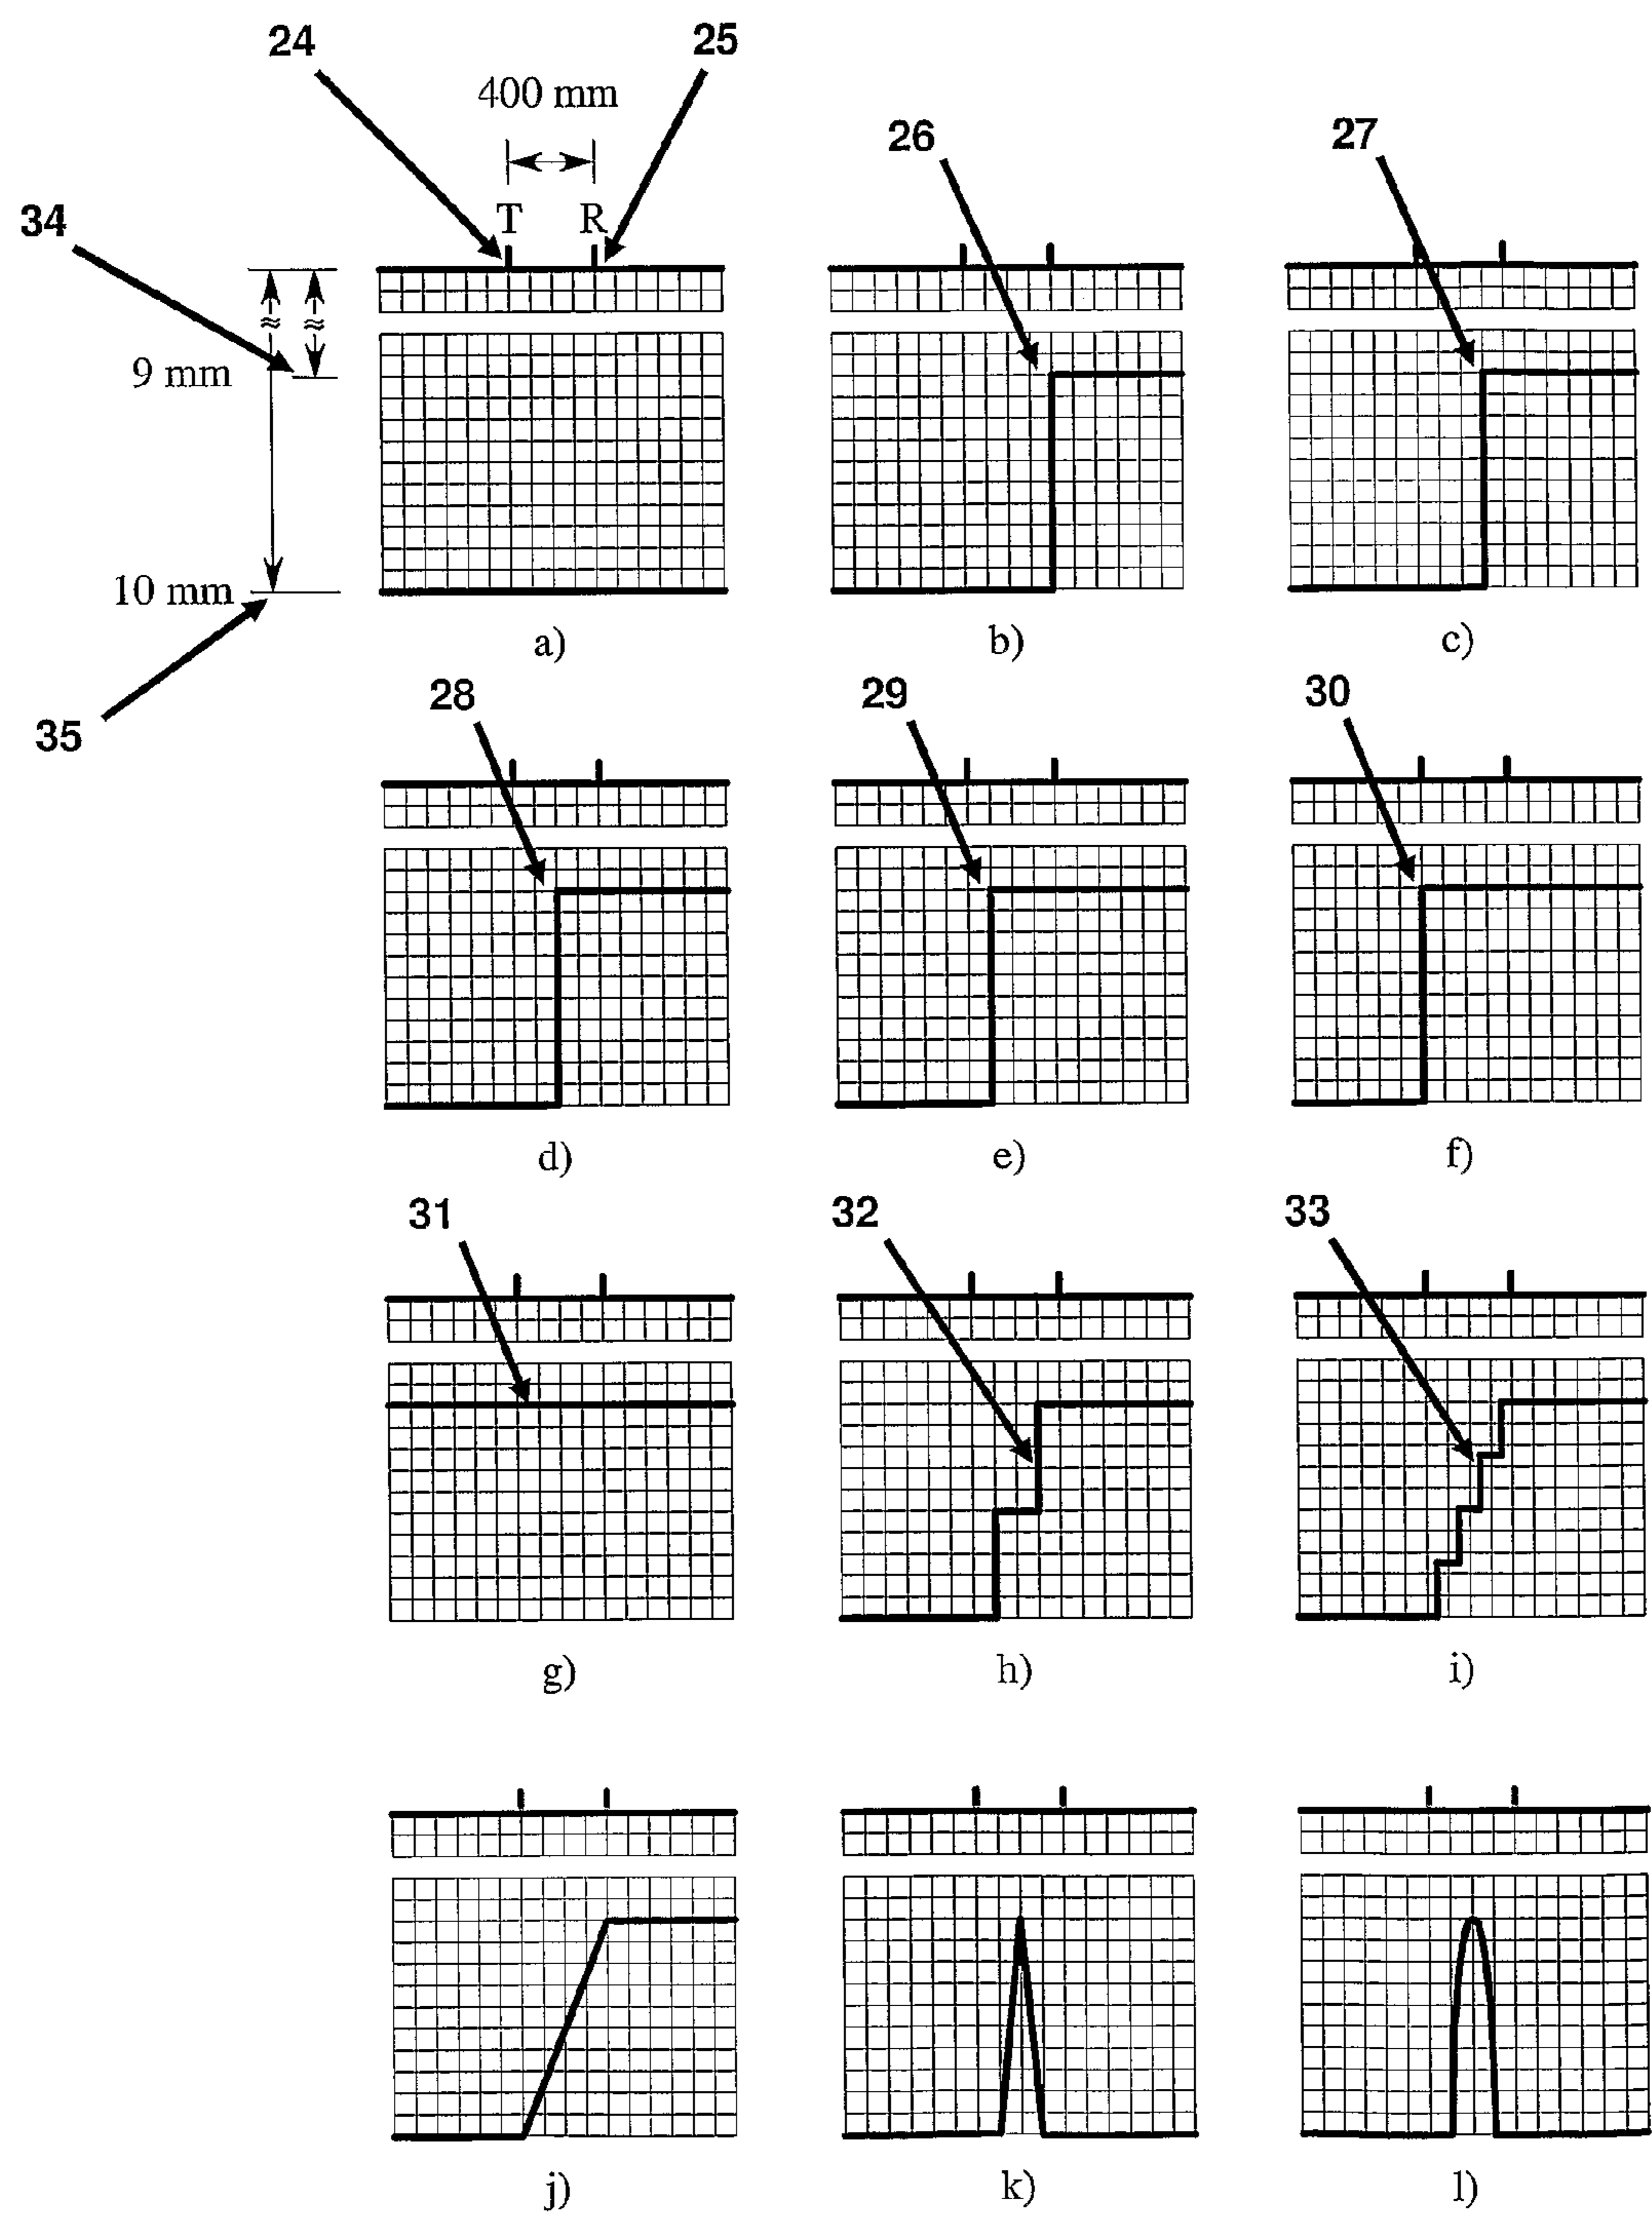 24 25
400 mm
26 27
34 T R
9 mm
10 mm
a) b) c)
35 28 29 30
d) e) f)
31 32 33
g) h) i)
j) k) l)